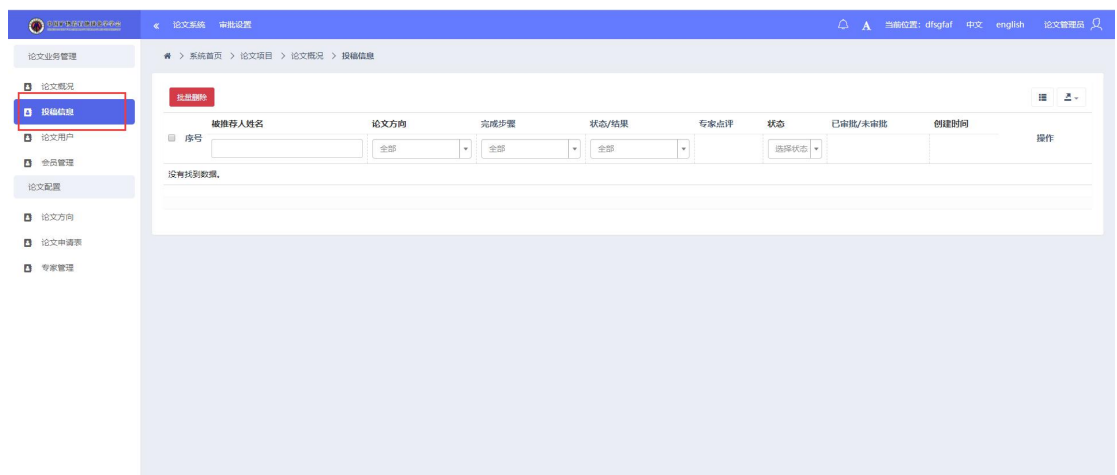 « 论文系统 审批设置 A 当前位置: dfsgfaf 中文 english 论文管理员
论文业务管理
系统首页 > 论文项目 > 论文概况 > 投稿信息
论文概况
投稿信息
论文用户
会员管理
论文配置
论文方向
论文申请表
专家管理
批量删除
序号 被推荐人姓名 论文方向 完成步骤 状态/结果 专家点评 状态 已审批/未审批 创建时间 操作
全部 全部 全部 选择状态
没有找到数据。